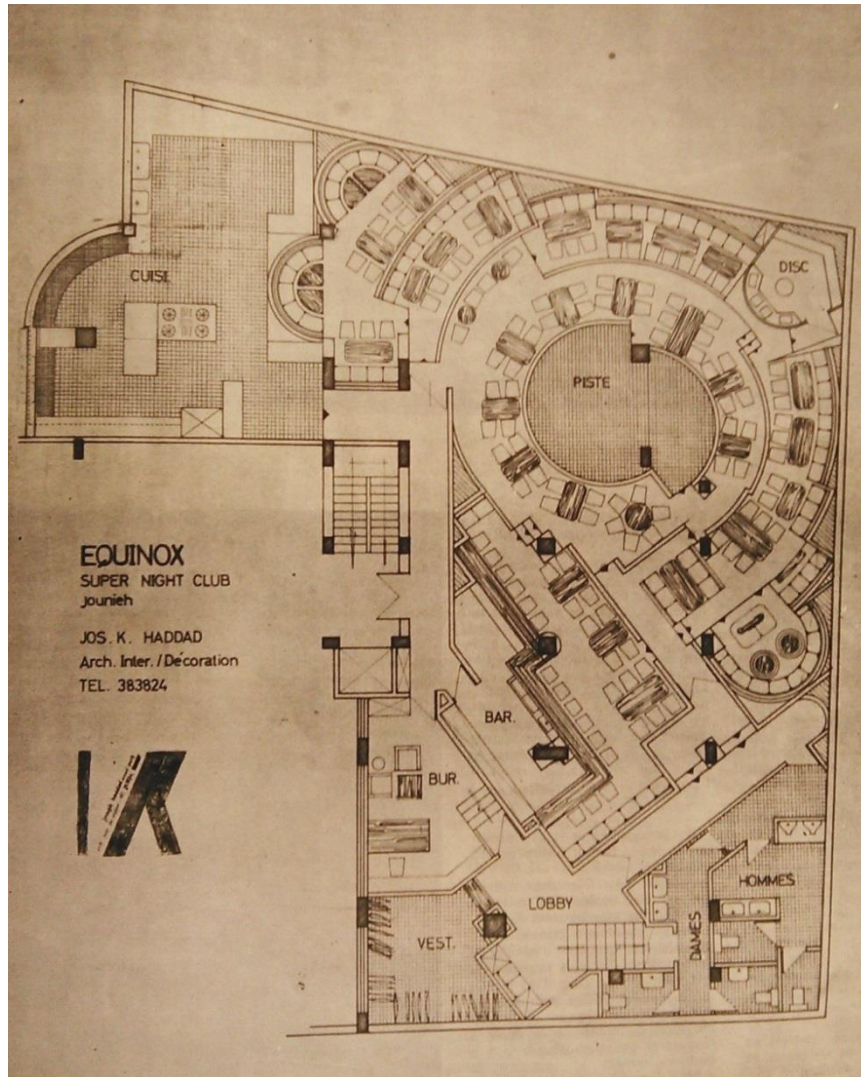 CUISI
DISC
PISTE
EQUINOX
SUPER NIGHT CLUB
jounieh
JOS. K. HADDAD
Arch. Inter. / Décoration
TEL. 383824
BAR.
BUR.
HOMMES
LOBBY
DAMES
VEST.